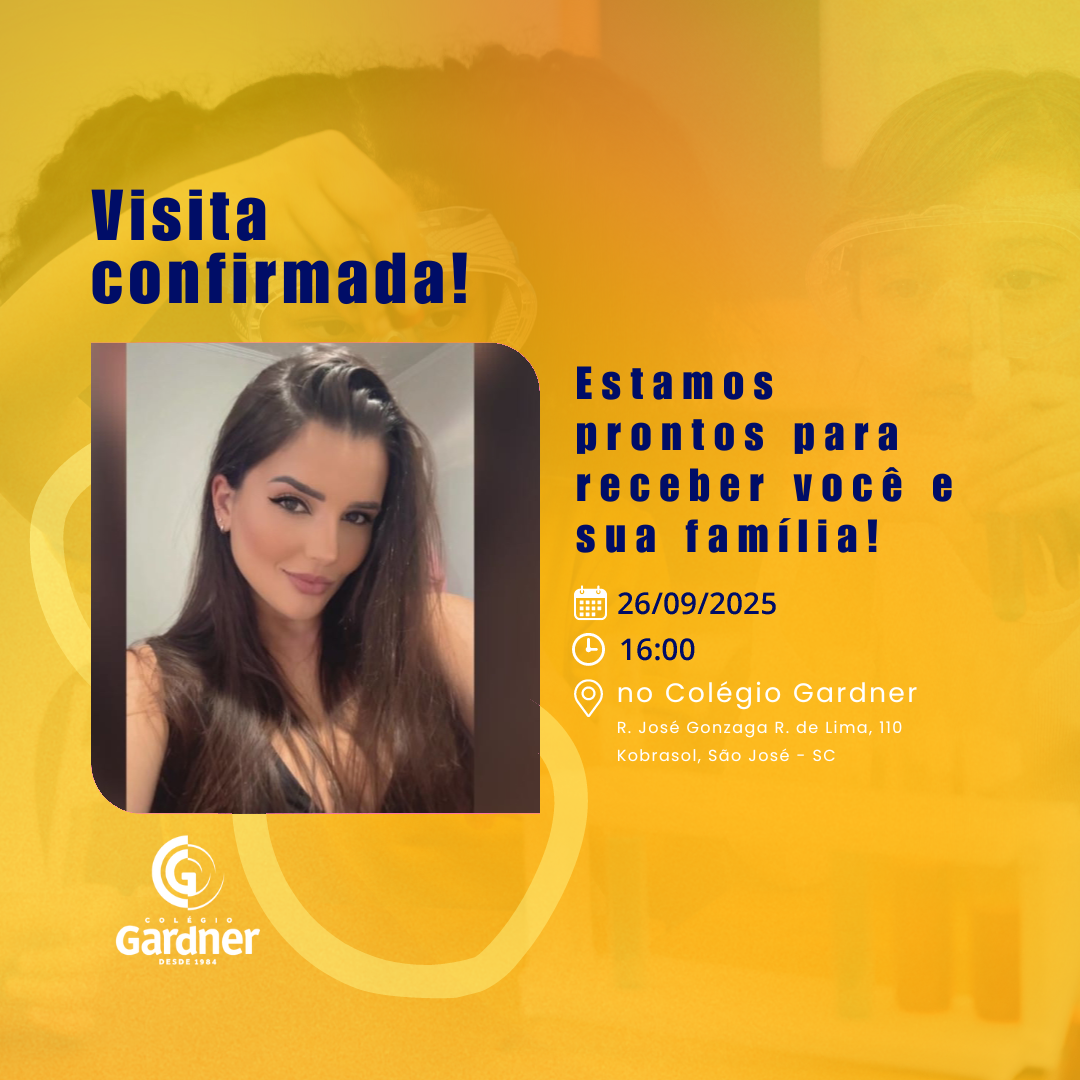 Visita
confirmada!
Estamos
prontos para
receber você e
sua família!
26/09/2025
16:00
no Colégio Gardner
R. José Gonzaga R. de Lima, 110
Kobrasol, São José - SC
G
COLÉGIO
Gardner
DESDE 1984